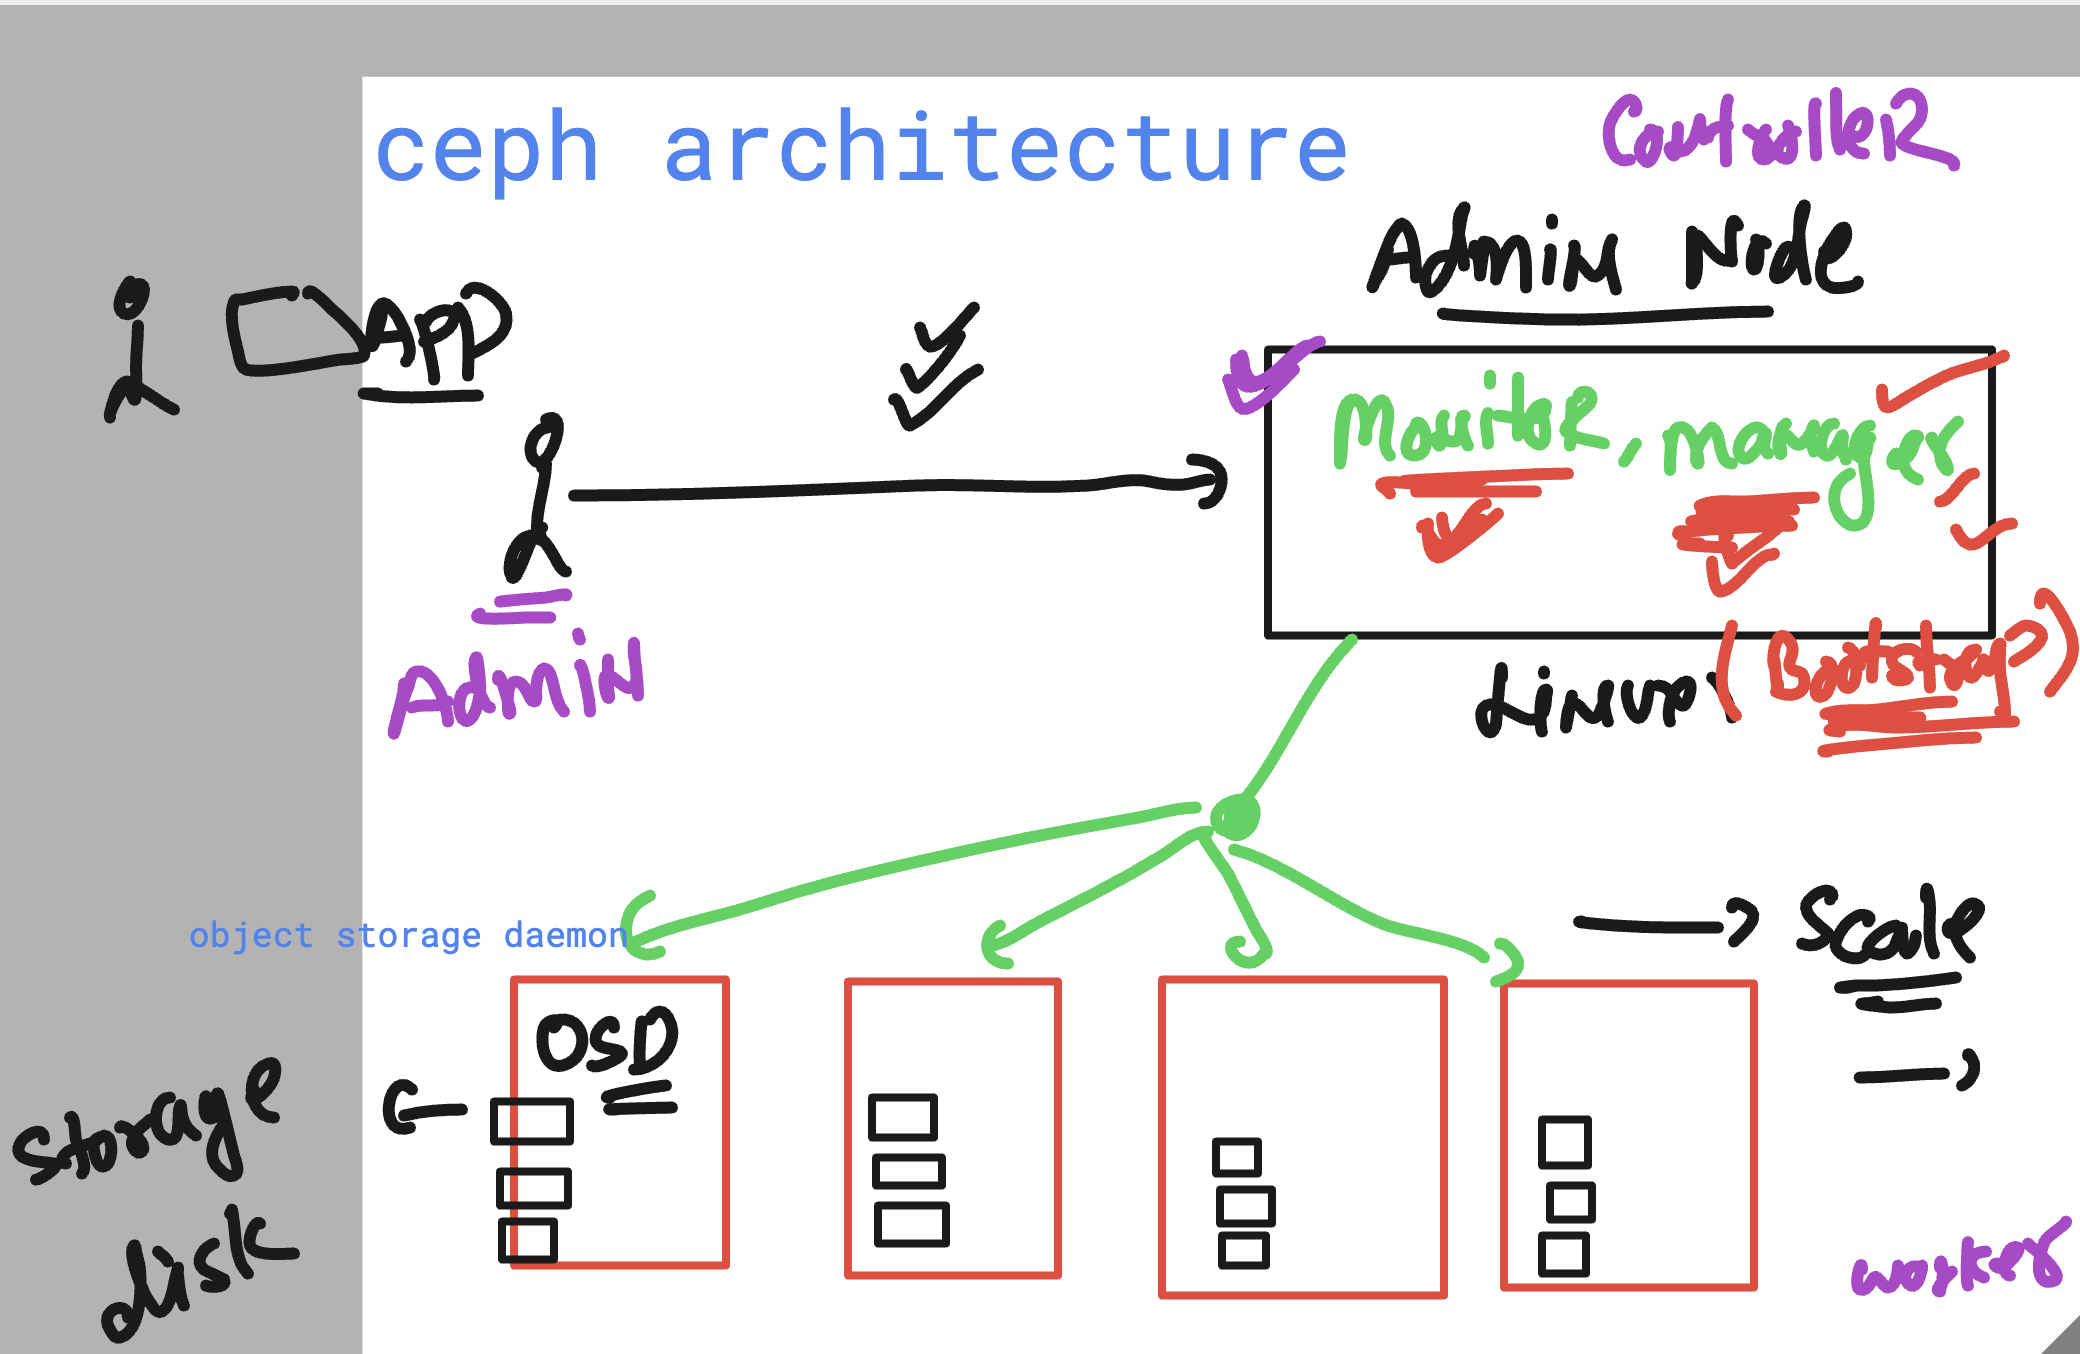 ceph architecture
ControlleR
Admin Node
App
Monitor, manager
Admin
Linux (Bootstrap)
object storage daemon
Scale
OSD
Storage
disk
worker